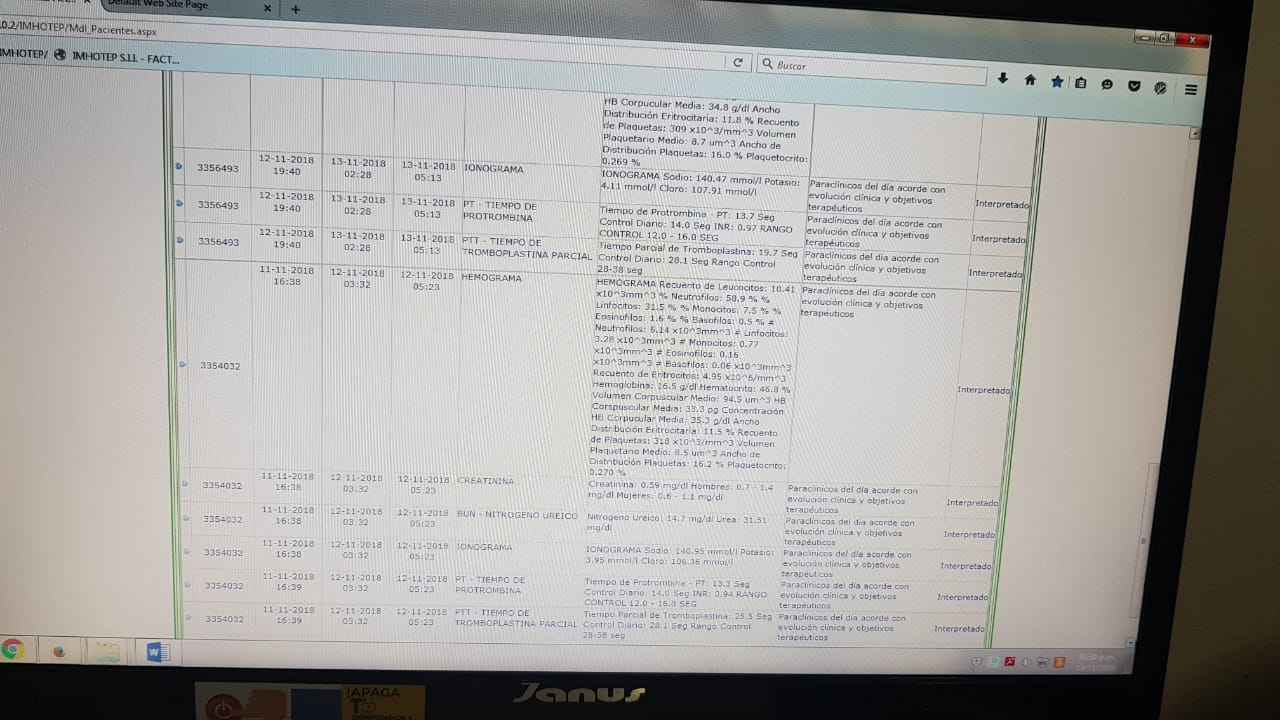 Default Web Site Page
.0.2/IMHOTEP/Mdl_Pacientes.aspx
Buscar
IMHOTEP/ IMHOTEP S.I.I. - FACT...
HB Corpucular Media: 34.8 g/dl Ancho
Distribución Eritrocitaria: 11.8 % Recuento
de Plaquetas: 309 x10^3/mm^3 Volumen
Plaquetario Medio: 8.7 um^3 Ancho de
Distribución Plaquetas: 16.0 % Plaquetocrito:
0.269 %
3356493
12-11-2018
19:40
13-11-2018
02:28
13-11-2018
05:13
IONOGRAMA
IONOGRAMA Sodio: 140.47 mmol/l Potasio:
4.11 mmol/l Cloro: 107.91 mmol/l
Paraclínicos del día acorde con
evolución clínica y objetivos
terapéuticos
Interpretado
3356493
12-11-2018
19:40
13-11-2018
02:28
13-11-2018
05:13
PT - TIEMPO DE
PROTROMBINA
Tiempo de Protrombina - PT: 13.7 Seg
Control Diario: 14.0 Seg INR: 0.97 RANGO
CONTROL 12.0 - 16.0 SEG
Paraclínicos del día acorde con
evolución clínica y objetivos
terapéuticos
Interpretado
3356493
12-11-2018
19:40
13-11-2018
02:28
13-11-2018
05:13
PTT - TIEMPO DE
TROMBOPLASTINA PARCIAL
Tiempo Parcial de Tromboplastina: 19.7 Seg
Control Diario: 28.1 Seg Rango Control
28-38 seg
Paraclínicos del día acorde con
evolución clínica y objetivos
terapéuticos
Interpretado
3354032
11-11-2018
16:38
12-11-2018
03:32
12-11-2018
05:23
HEMOGRAMA
HEMOGRAMA Recuento de Leucocitos: 10.41
x10^3mm^3 % Neutrofilos: 58.9 % %
Linfocitos: 31.5 % % Monocitos: 7.5 % %
Eosinofilos: 1.6 % % Basofilos: 0.5 % #
Neutrofilos: 6.14 x10^3mm^3 # Linfocitos:
3.28 x10^3mm^3 # Monocitos: 0.77
x10^3mm^3 # Eosinofilos: 0.16
x10^3mm^3 # Basofilos: 0.06 x10^3mm^3
Recuento de Eritrocitos: 4.95 x10^6/mm^3
Hemoglobina: 16.5 g/dl Hematocrito: 46.8 %
Volumen Corpuscular Medio: 94.5 um^3 HB
Corspuscular Media: 33.3 pg Concentración
HB Corpucular Media: 35.3 g/dl Ancho
Distribución Eritrocitaria: 11.5 % Recuento
de Plaquetas: 318 x10^3/mm^3 Volumen
Plaquetario Medio: 8.5 um^3 Ancho de
Distribución Plaquetas: 16.2 % Plaquetocrito:
0.270 %
Paraclínicos del día acorde con
evolución clínica y objetivos
terapéuticos
Interpretado
3354032
11-11-2018
16:38
12-11-2018
03:32
12-11-2018
05:23
CREATININA
Creatinina: 0.59 mg/dl Hombres: 0.7 - 1.4
mg/dl Mujeres: 0.6 - 1.1 mg/dl
Paraclínicos del día acorde con
evolución clínica y objetivos
terapéuticos
Interpretado
3354032
11-11-2018
16:38
12-11-2018
03:32
12-11-2018
05:23
BUN - NITROGENO UREICO
Nitrogeno Ureico: 14.7 mg/dl Urea: 31.51
mg/dl
Paraclínicos del día acorde con
evolución clínica y objetivos
terapéuticos
Interpretado
3354032
11-11-2018
16:38
12-11-2018
03:32
12-11-2018
05:23
IONOGRAMA
IONOGRAMA Sodio: 140.95 mmol/l Potasio:
3.95 mmol/l Cloro: 106.36 mmol/l
Paraclínicos del día acorde con
evolución clínica y objetivos
terapéuticos
Interpretado
3354032
11-11-2018
16:39
12-11-2018
03:32
12-11-2018
05:23
PT - TIEMPO DE
PROTROMBINA
Tiempo de Protrombina - PT: 13.3 Seg
Control Diario: 14.0 Seg INR: 0.94 RANGO
CONTROL 12.0 - 16.0 SEG
Paraclínicos del día acorde con
evolución clínica y objetivos
terapéuticos
Interpretado
3354032
11-11-2018
16:39
12-11-2018
03:32
12-11-2018
05:23
PTT - TIEMPO DE
TROMBOPLASTINA PARCIAL
Tiempo Parcial de Tromboplastina: 25.5 Seg
Control Diario: 28.1 Seg Rango Control
28-38 seg
Paraclínicos del día acorde con
evolución clínica y objetivos
terapéuticos
Interpretado
Janus
¡APAGA